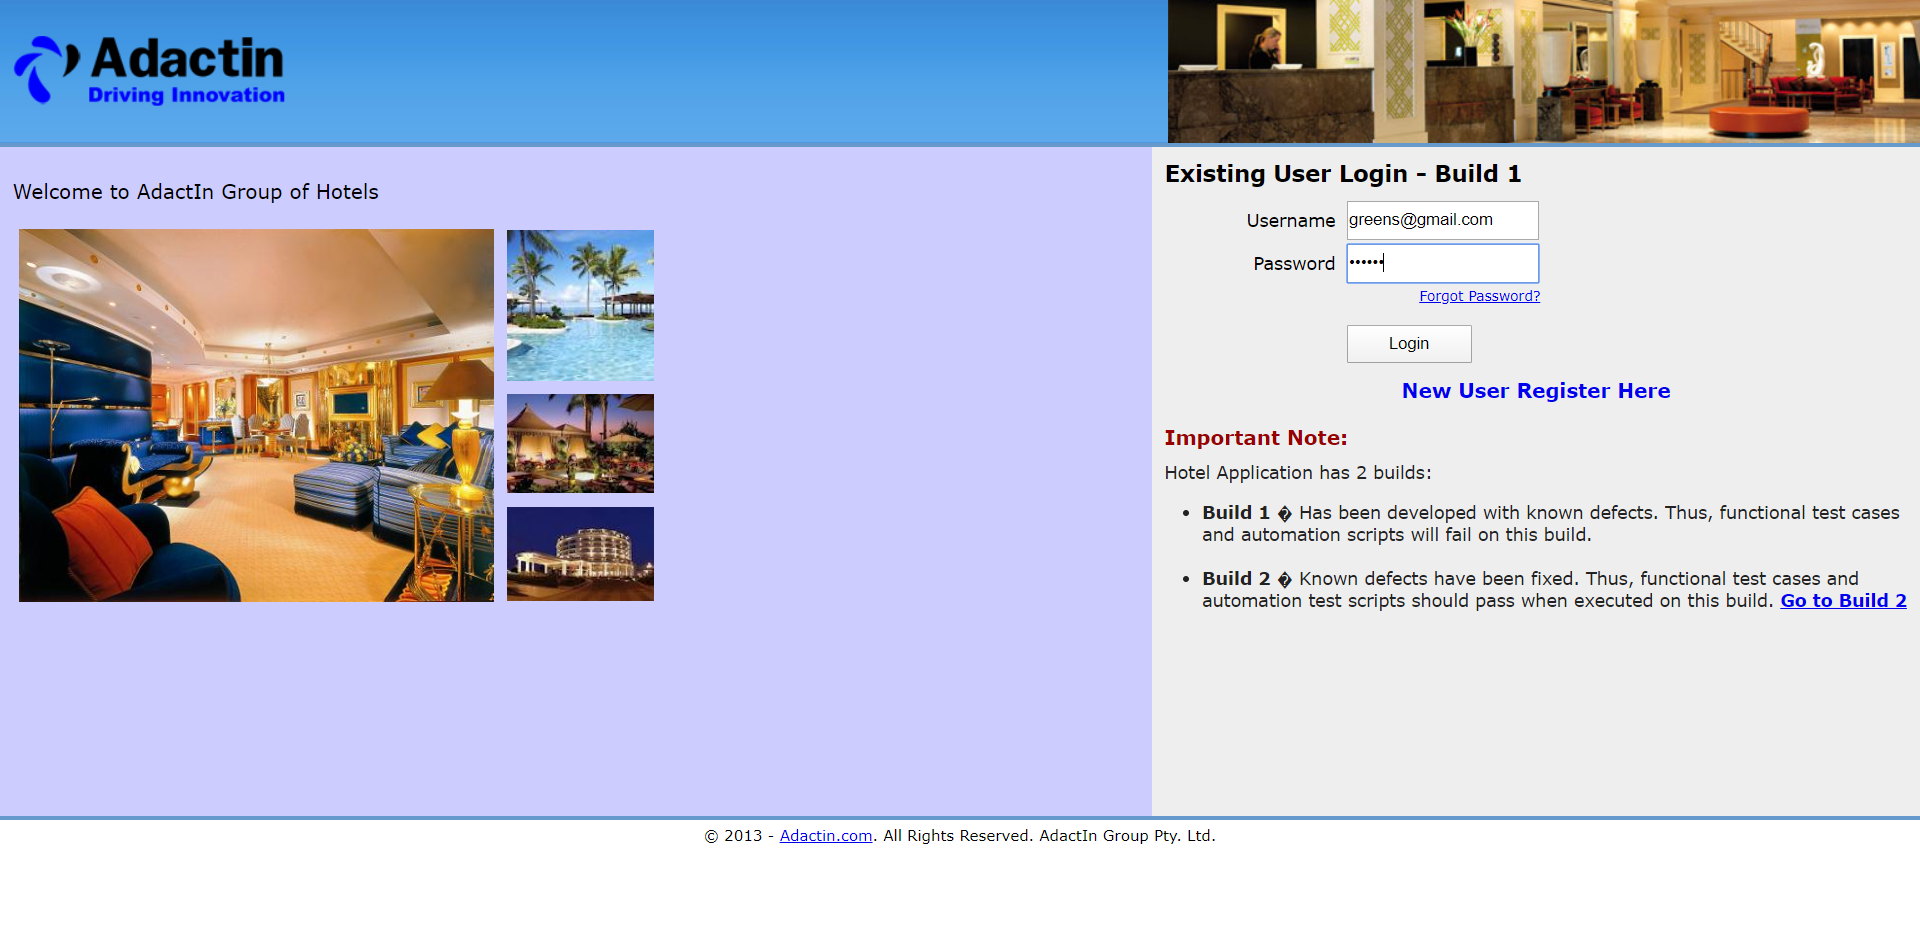 Adactin
Driving Innovation
Welcome to AdactIn Group of Hotels
Existing User Login - Build 1
Username greens@gmail.com
Password ••••••
Forgot Password?
Login
New User Register Here
Important Note:
Hotel Application has 2 builds:
• Build 1 � Has been developed with known defects. Thus, functional test cases
and automation scripts will fail on this build.
• Build 2 � Known defects have been fixed. Thus, functional test cases and
automation test scripts should pass when executed on this build. Go to Build 2
© 2013 - Adactin.com. All Rights Reserved. AdactIn Group Pty. Ltd.